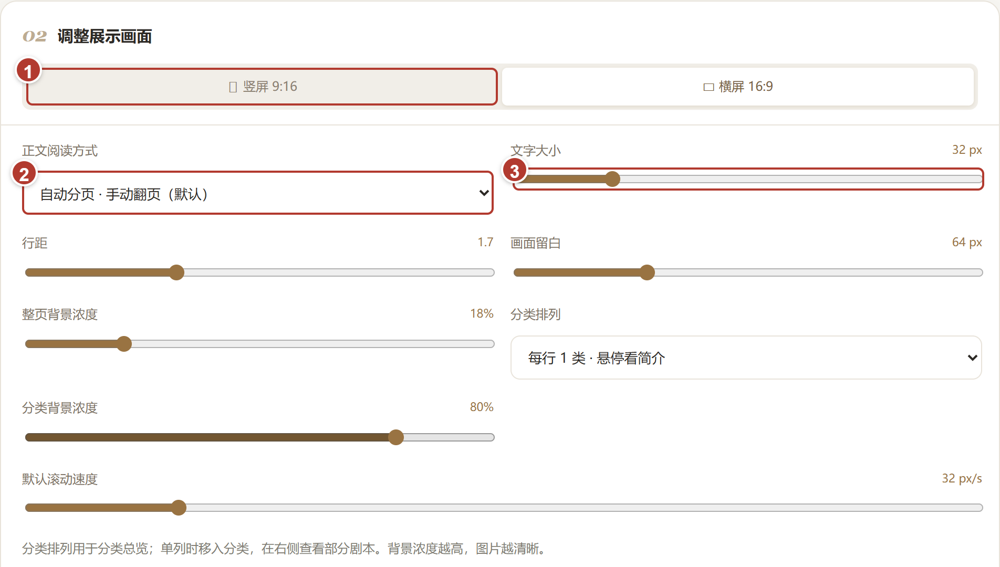 02 调整展示画面
1
竖屏 9:16
横屏 16:9
正文阅读方式
2
自动分页 · 手动翻页（默认）
文字大小 32 px
3
行距 1.7
画面留白 64 px
整页背景浓度 18%
分类排列
每行 1 类 · 悬停看简介
分类背景浓度 80%
默认滚动速度 32 px/s
分类排列用于分类总览；单列时移入分类，在右侧查看部分剧本。背景浓度越高，图片越清晰。